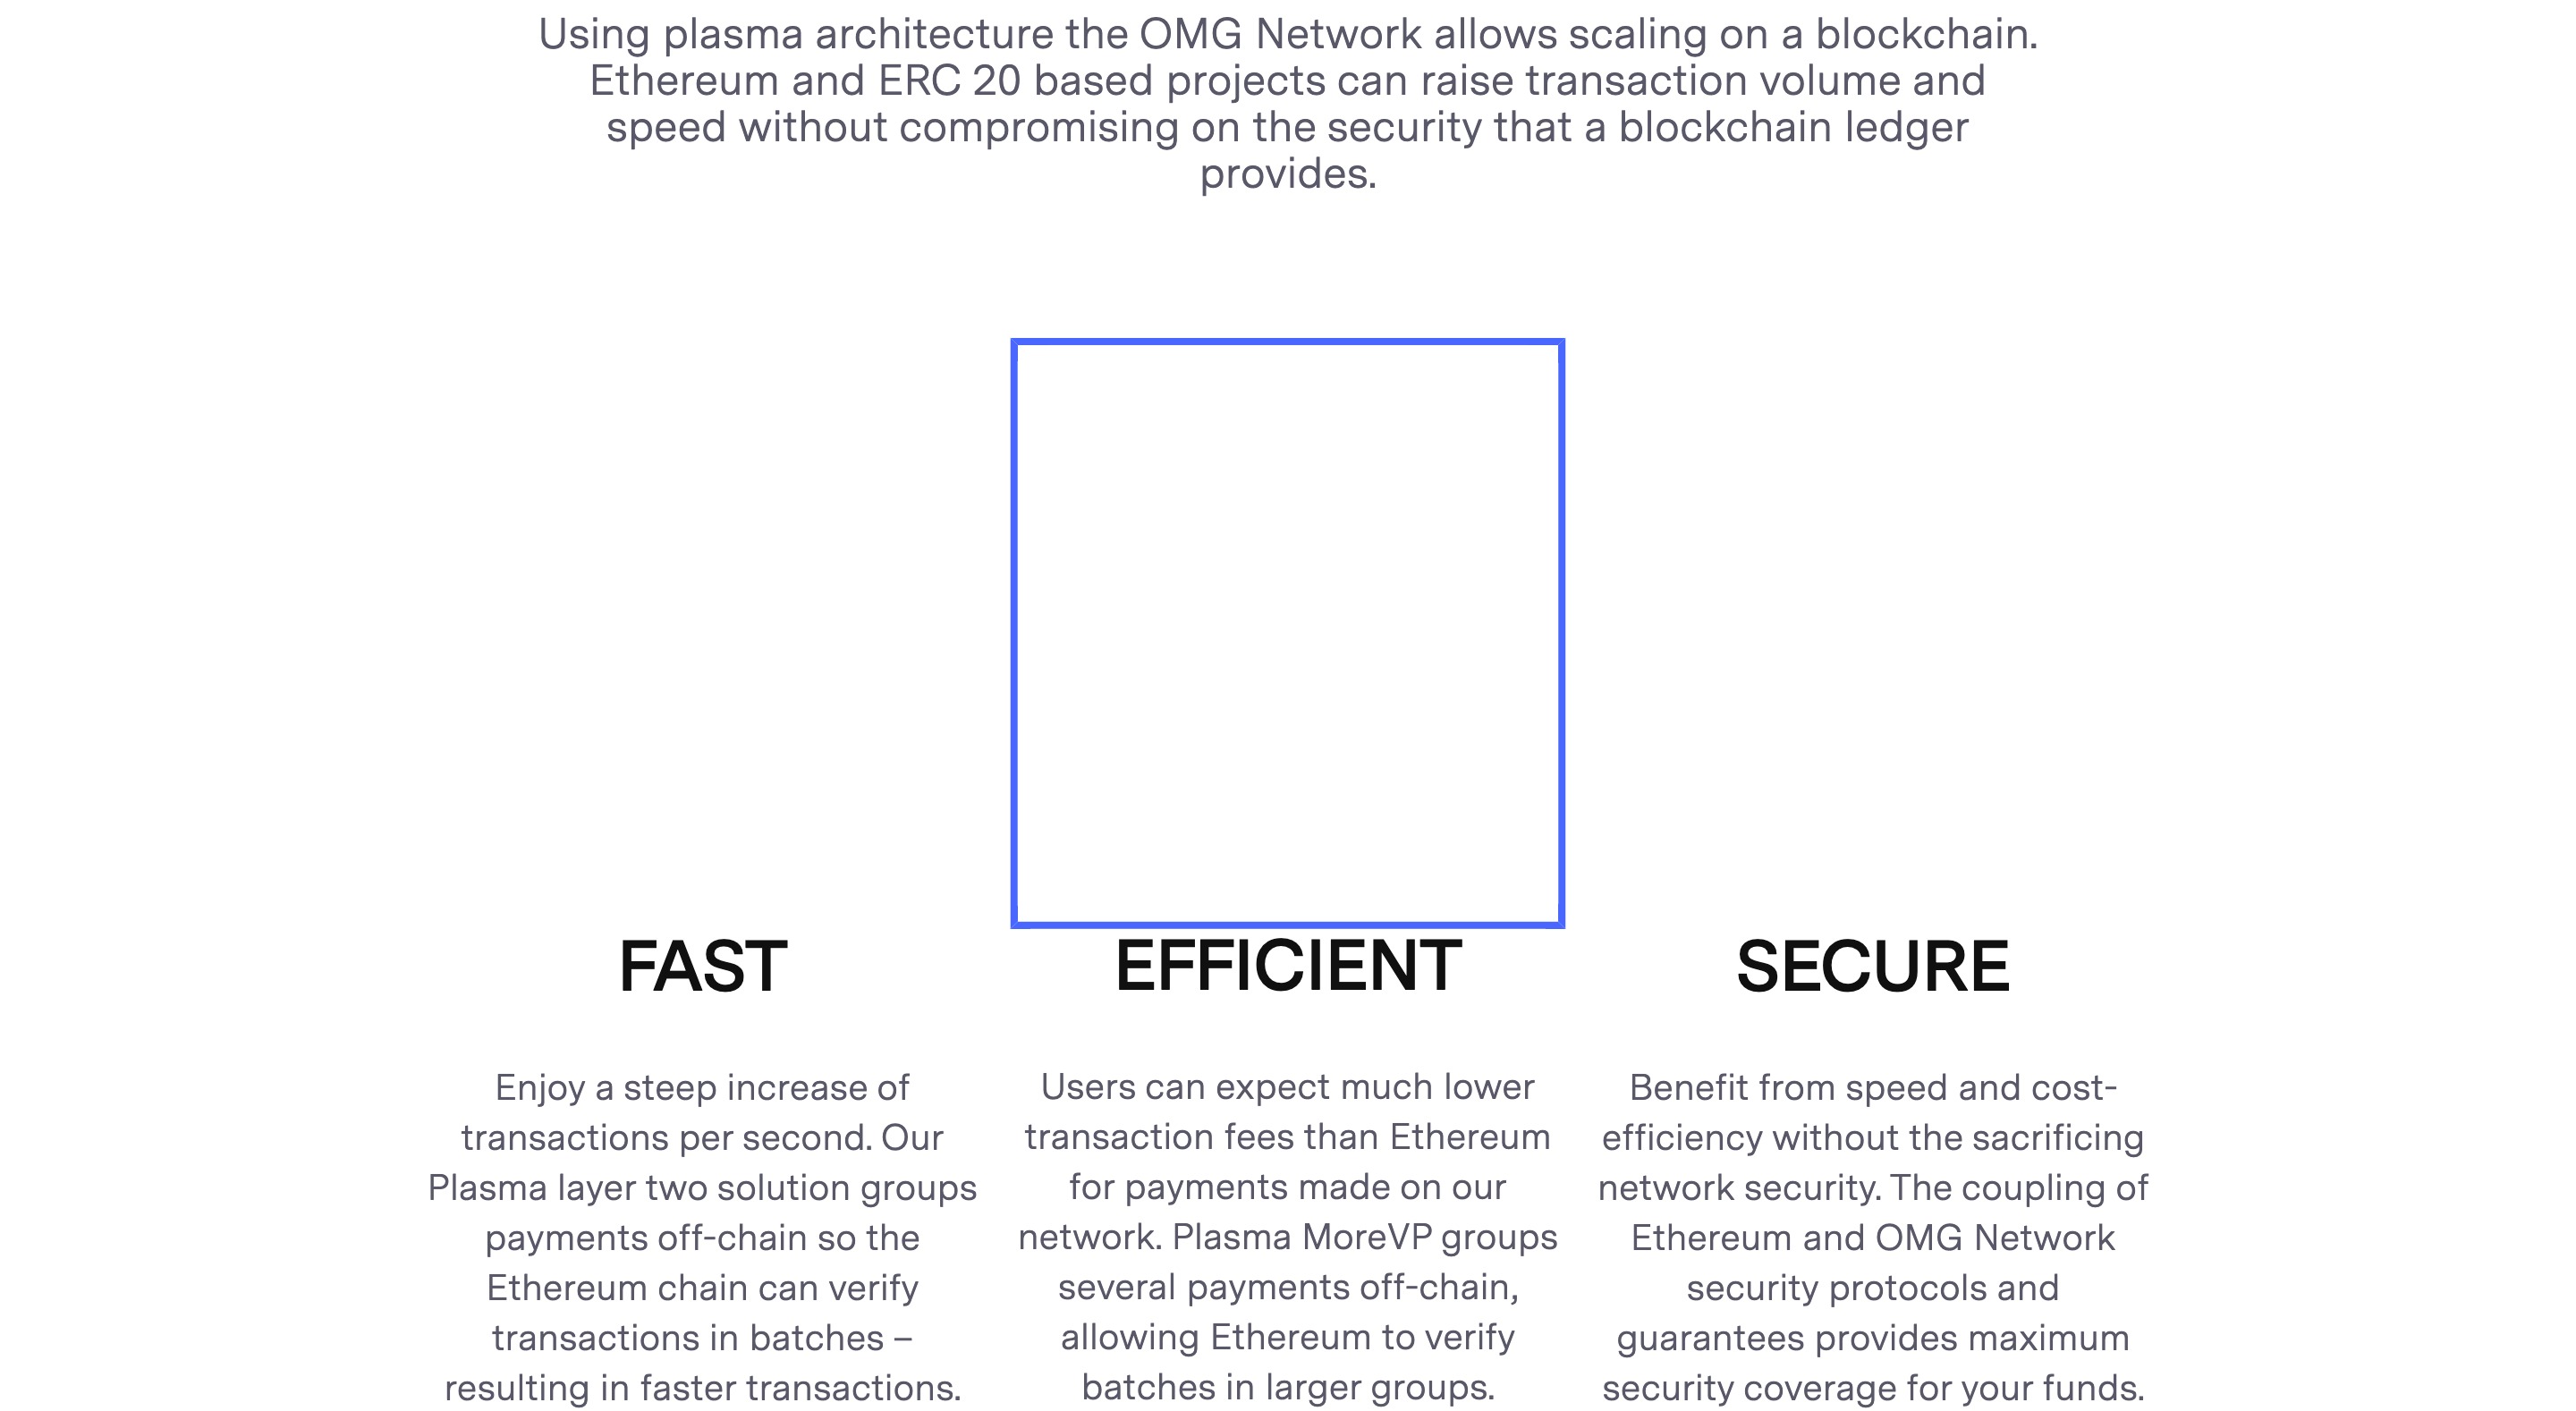 Using plasma architecture the OMG Network allows scaling on a blockchain.
Ethereum and ERC 20 based projects can raise transaction volume and
speed without compromising on the security that a blockchain ledger
provides.
FAST
Enjoy a steep increase of
transactions per second. Our
Plasma layer two solution groups
payments off-chain so the
Ethereum chain can verify
transactions in batches –
resulting in faster transactions.
EFFICIENT
Users can expect much lower
transaction fees than Ethereum
for payments made on our
network. Plasma MoreVP groups
several payments off-chain,
allowing Ethereum to verify
batches in larger groups.
SECURE
Benefit from speed and cost-
efficiency without the sacrificing
network security. The coupling of
Ethereum and OMG Network
security protocols and
guarantees provides maximum
security coverage for your funds.